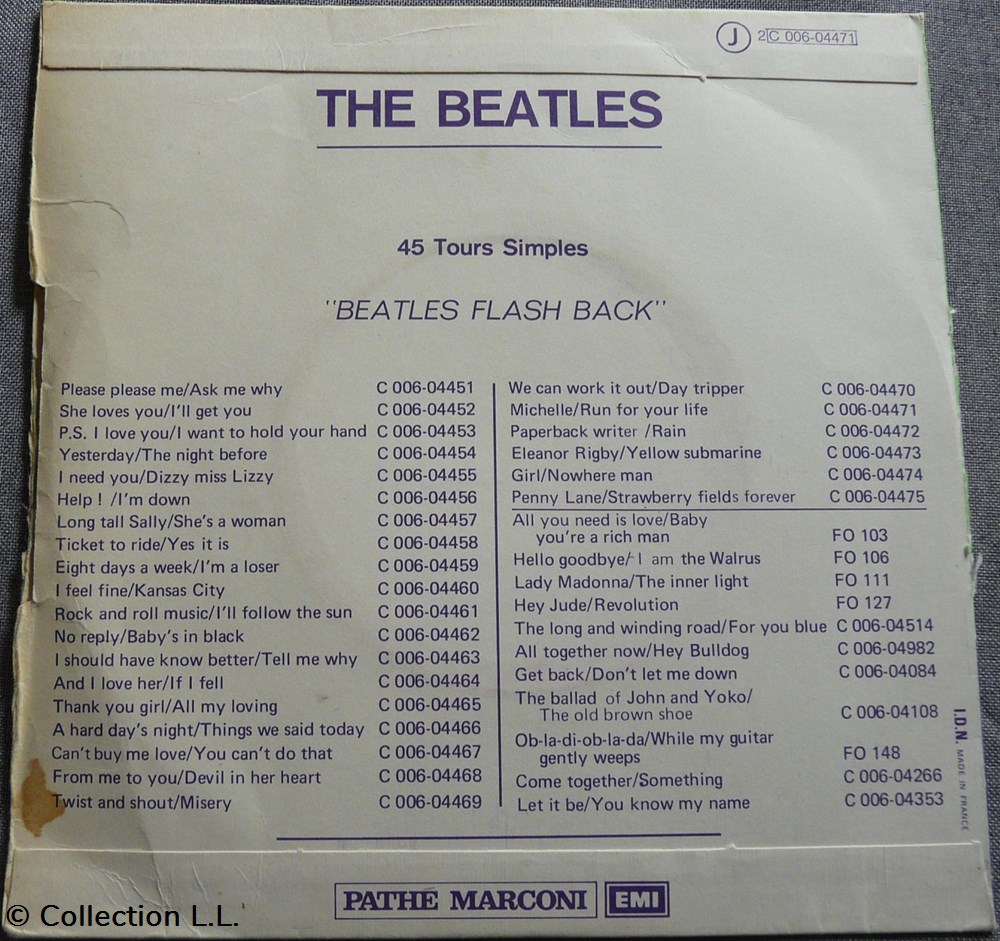 J 2 C 006-04471
THE BEATLES
45 Tours Simples
"BEATLES FLASH BACK"
Please please me/Ask me why C 006-04451
She loves you/I'll get you C 006-04452
P.S. I love you/I want to hold your hand C 006-04453
Yesterday/The night before C 006-04454
I need you/Dizzy miss Lizzy C 006-04455
Help ! /I'm down C 006-04456
Long tall Sally/She's a woman C 006-04457
Ticket to ride/Yes it is C 006-04458
Eight days a week/I'm a loser C 006-04459
I feel fine/Kansas City C 006-04460
Rock and roll music/I'll follow the sun C 006-04461
No reply/Baby's in black C 006-04462
I should have know better/Tell me why C 006-04463
And I love her/If I fell C 006-04464
Thank you girl/All my loving C 006-04465
A hard day's night/Things we said today C 006-04466
Can't buy me love/You can't do that C 006-04467
From me to you/Devil in her heart C 006-04468
Twist and shout/Misery C 006-04469
We can work it out/Day tripper C 006-04470
Michelle/Run for your life C 006-04471
Paperback writer /Rain C 006-04472
Eleanor Rigby/Yellow submarine C 006-04473
Girl/Nowhere man C 006-04474
Penny Lane/Strawberry fields forever C 006-04475
All you need is love/Baby
you're a rich man FO 103
Hello goodbye/ I am the Walrus FO 106
Lady Madonna/The inner light FO 111
Hey Jude/Revolution FO 127
The long and winding road/For you blue C 006-04514
All together now/Hey Bulldog C 006-04982
Get back/Don't let me down C 006-04084
The ballad of John and Yoko/
The old brown shoe C 006-04108
Ob-la-di-ob-la-da/While my guitar
gently weeps FO 148
Come together/Something C 006-04266
Let it be/You know my name C 006-04353
I.D.N. MADE IN FRANCE
PATHÉ MARCONI EMI
© Collection L.L.